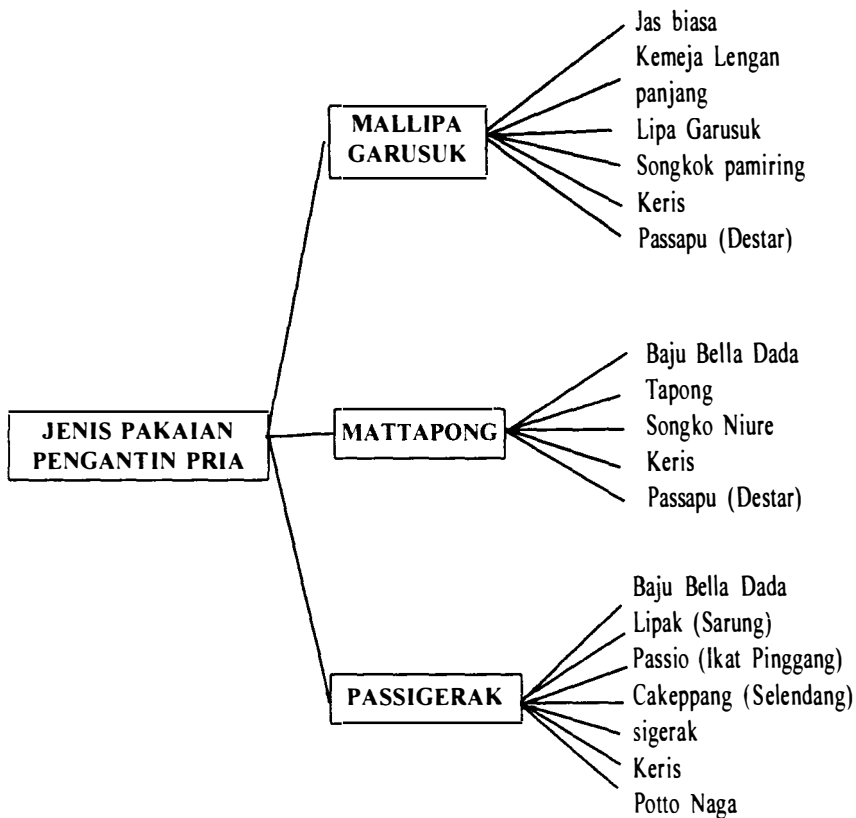 JENIS PAKAIAN
PENGANTIN PRIA
MALLIPA
GARUSUK
Jas biasa
Kemeja Lengan
panjang
Lipa Garusuk
Songkok pamiring
Keris
Passapu (Destar)
MATTAPONG
Baju Bella Dada
Tapong
Songko Niure
Keris
Passapu (Destar)
PASSIGERAK
Baju Bella Dada
Lipak (Sarung)
Passio (Ikat Pinggang)
Cakeppang (Selendang)
sigerak
Keris
Potto Naga